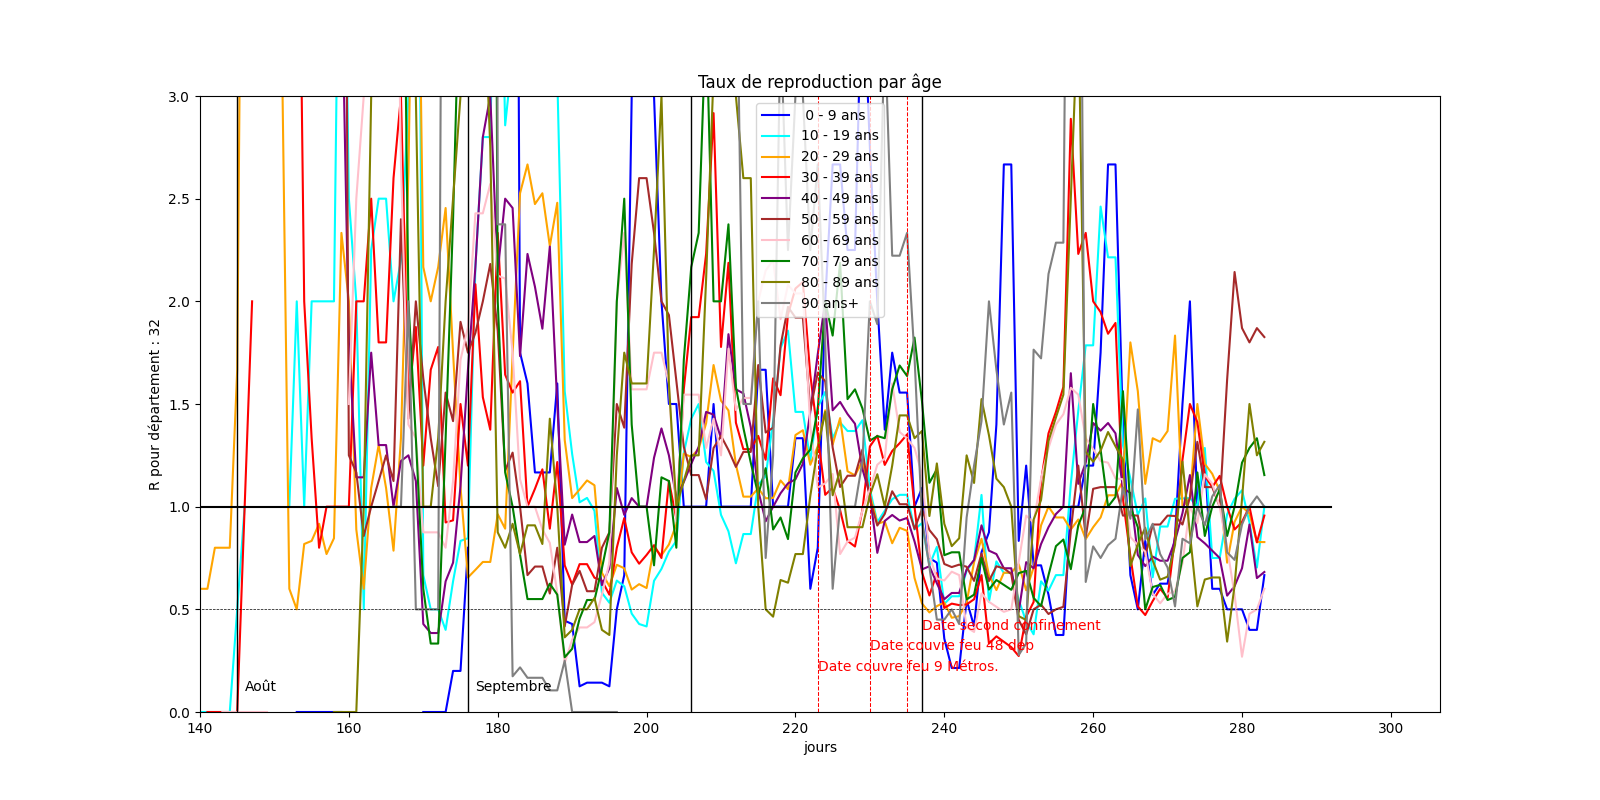 Taux de reproduction par âge
R pour département : 32
3.0
2.5
2.0
1.5
1.0
0.5
0.0
0 - 9 ans
10 - 19 ans
20 - 29 ans
30 - 39 ans
40 - 49 ans
50 - 59 ans
60 - 69 ans
70 - 79 ans
80 - 89 ans
90 ans+
Date second confinement
Date couvre feu 48 dép
Date couvre feu 9 Métros.
Août
Septembre
140 160 180 200 220 240 260 280 300
jours